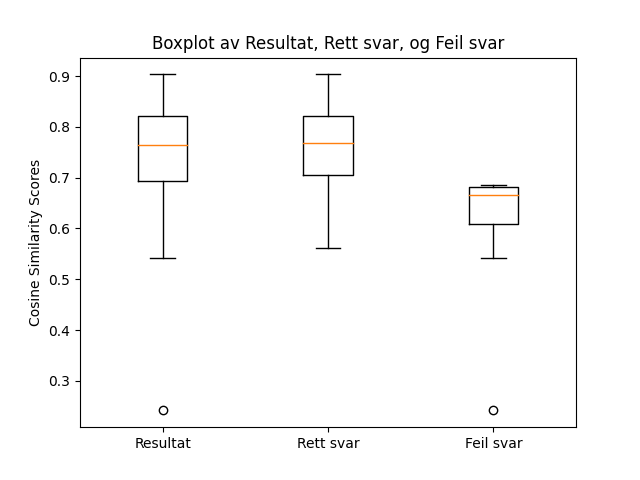 Boxplot av Resultat, Rett svar, og Feil svar
Cosine Similarity Scores
0.9
0.8
0.7
0.6
0.5
0.4
0.3
Resultat Rett svar Feil svar